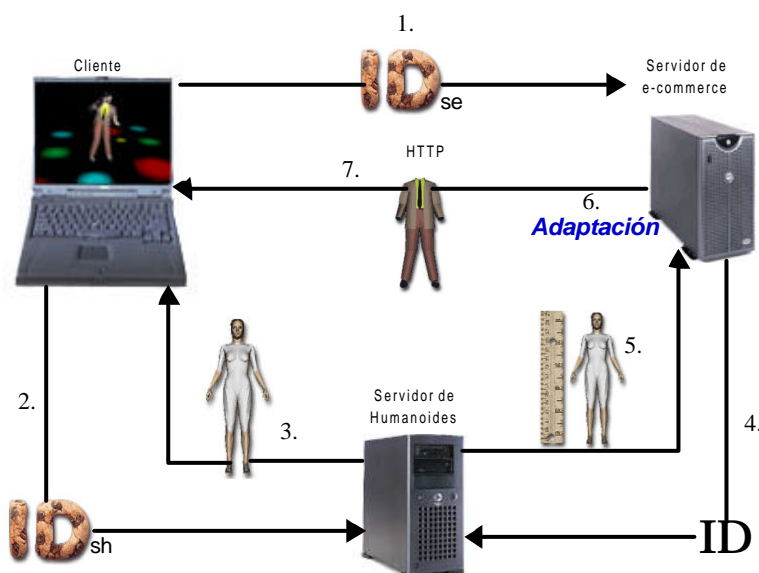 1.
Cliente
ID se
Servidor de
e-commerce
HTTP
7.
6.
Adaptación
2.
3.
Servidor de
Humanoides
5.
4.
ID sh
ID